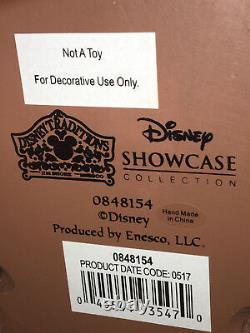 Not A Toy
For Decorative Use Only.
DISNEY TRADITIONS
Disney
SHOWCASE
COLLECTION
0848154
©Disney
Hand Made
in China
Produced by Enesco, LLC.
0848154
PRODUCT DATE CODE: 0517